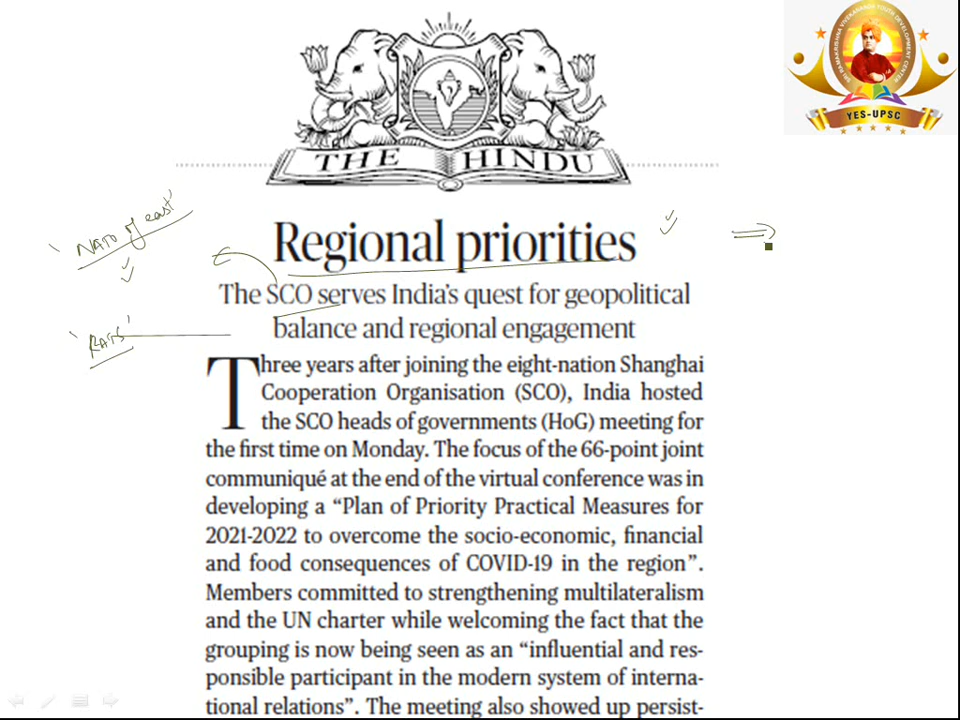 THE HINDU
SRI RAMAKRISHNA VIVEKANANDA YOUTH DEVELOPMENT CENTER
YES-UPSC
'NATO of east'
Regional priorities
The SCO serves India's quest for geopolitical
balance and regional engagement
'RATS'
Three years after joining the eight-nation Shanghai
Cooperation Organisation (SCO), India hosted
the SCO heads of governments (HoG) meeting for
the first time on Monday. The focus of the 66-point joint
communiqué at the end of the virtual conference was in
developing a “Plan of Priority Practical Measures for
2021-2022 to overcome the socio-economic, financial
and food consequences of COVID-19 in the region”.
Members committed to strengthening multilateralism
and the UN charter while welcoming the fact that the
grouping is now being seen as an “influential and res-
ponsible participant in the modern system of interna-
tional relations”. The meeting also showed up persist-